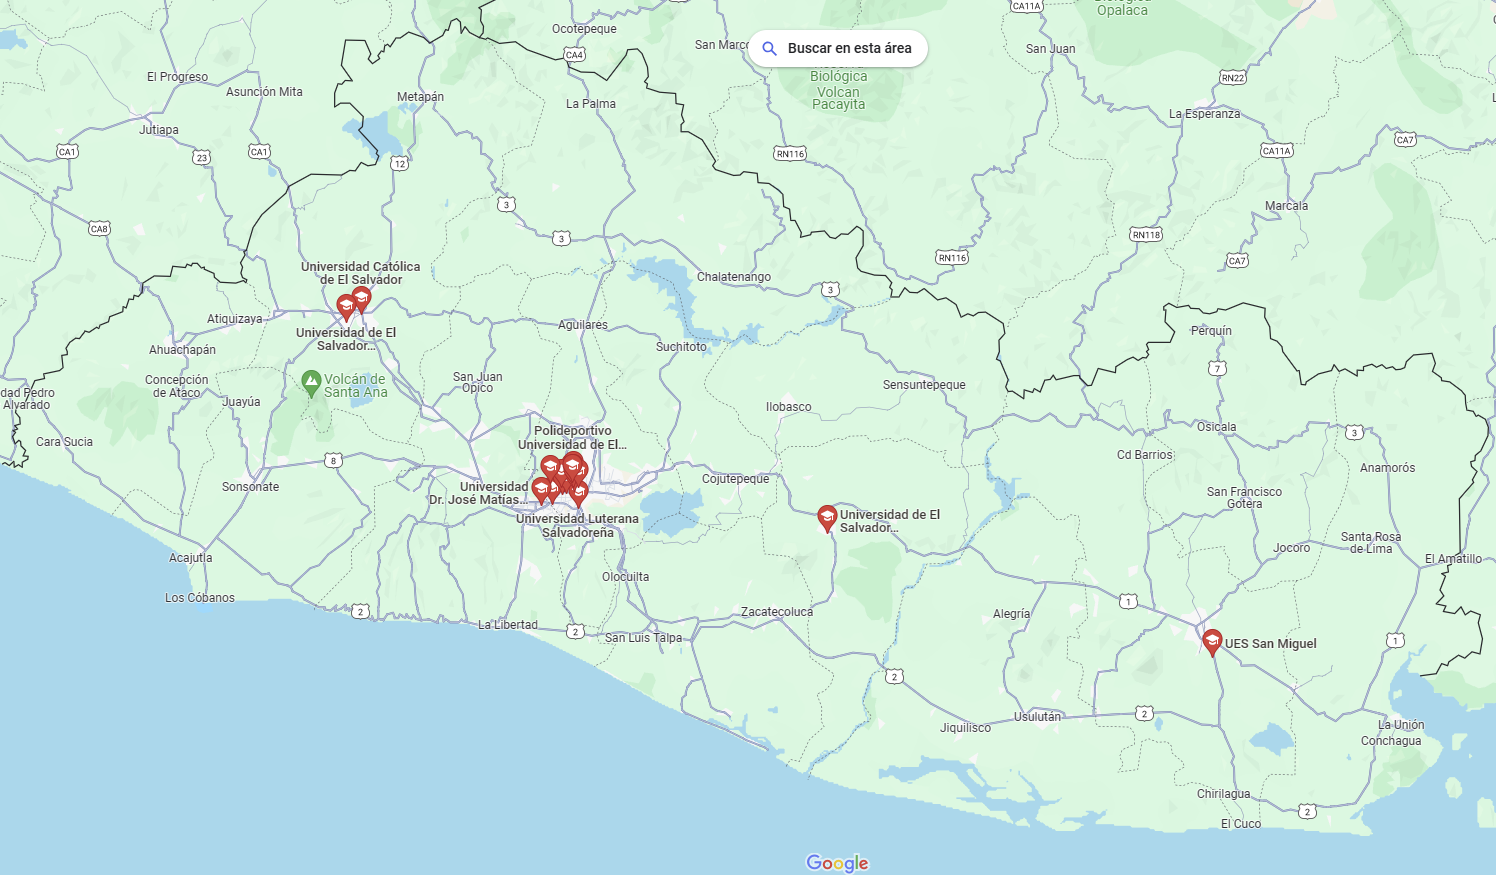 Biológica
Opalaca
CA11A
Ocotepeque
CA4
San Marco
Buscar en esta área
San Juan
Biológica
Volcan
Pacayita
RN22
El Progreso
Asunción Mita
Metapán
La Palma
La Esperanza
Jutiapa
CA1
23
CA1
12
RN116
CA11A
CA7
3
Marcala
CA8
3
RN118
RN116
CA7
Universidad Católica
de El Salvador
Chalatenango
3
Atiquizaya
Universidad de El
Salvador...
Aguilares
Suchitoto
Perquín
Ahuachapán
7
Concepción
de Ataco
Volcán de
Santa Ana
San Juan
Opico
Sensuntepeque
dad Pedro
Alvarado
Juayúa
Ilobasco
Cara Sucia
Polideportivo
Universidad de El...
Osicala
3
8
Cd Barrios
Anamorós
Sonsonate
Universidad
Dr. José Matías...
Cojutepeque
San Francisco
Gotera
Universidad Luterana
Salvadoreña
Universidad de El
Salvador...
Santa Rosa
de Lima
Jocoro
Acajutla
El Amatillo
Olocuilta
Los Cóbanos
2
La Libertad
2
San Luis Talpa
Zacatecoluca
Alegría
1
UES San Miguel
1
2
Jiquilisco
Usulután
2
La Unión
Conchagua
Chirilagua
2
El Cuco
Google